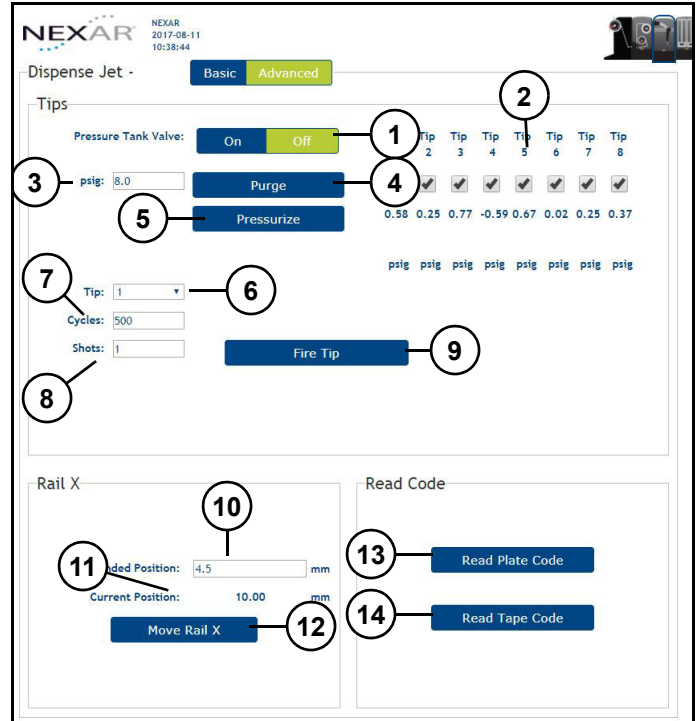 NEXAR
NEXAR
2017-08-11
10:38:44
Dispense Jet -
Basic
Advanced
Tips
2
Pressure Tank Valve:
On
Off
1
Tip Tip Tip Tip Tip Tip Tip
2 3 4 5 6 7 8
3
psig:
8.0
Purge
4
5
Pressurize
0.58 0.25 0.77 -0.59 0.67 0.02 0.25 0.37
psig psig psig psig psig psig psig psig
7
Tip:
1
6
Cycles:
500
Shots:
1
Fire Tip
9
8
Rail X
Read Code
10
11
nded Position:
4.5
mm
13
Read Plate Code
Current Position:
10.00
mm
Move Rail X
12
14
Read Tape Code